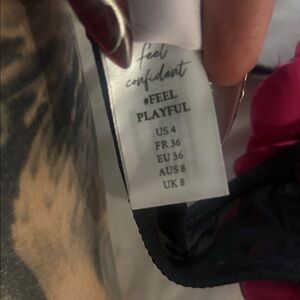 feel
confident
#FEEL
PLAYFUL
US 4
FR 36
EU 36
AUS 8
UK 8